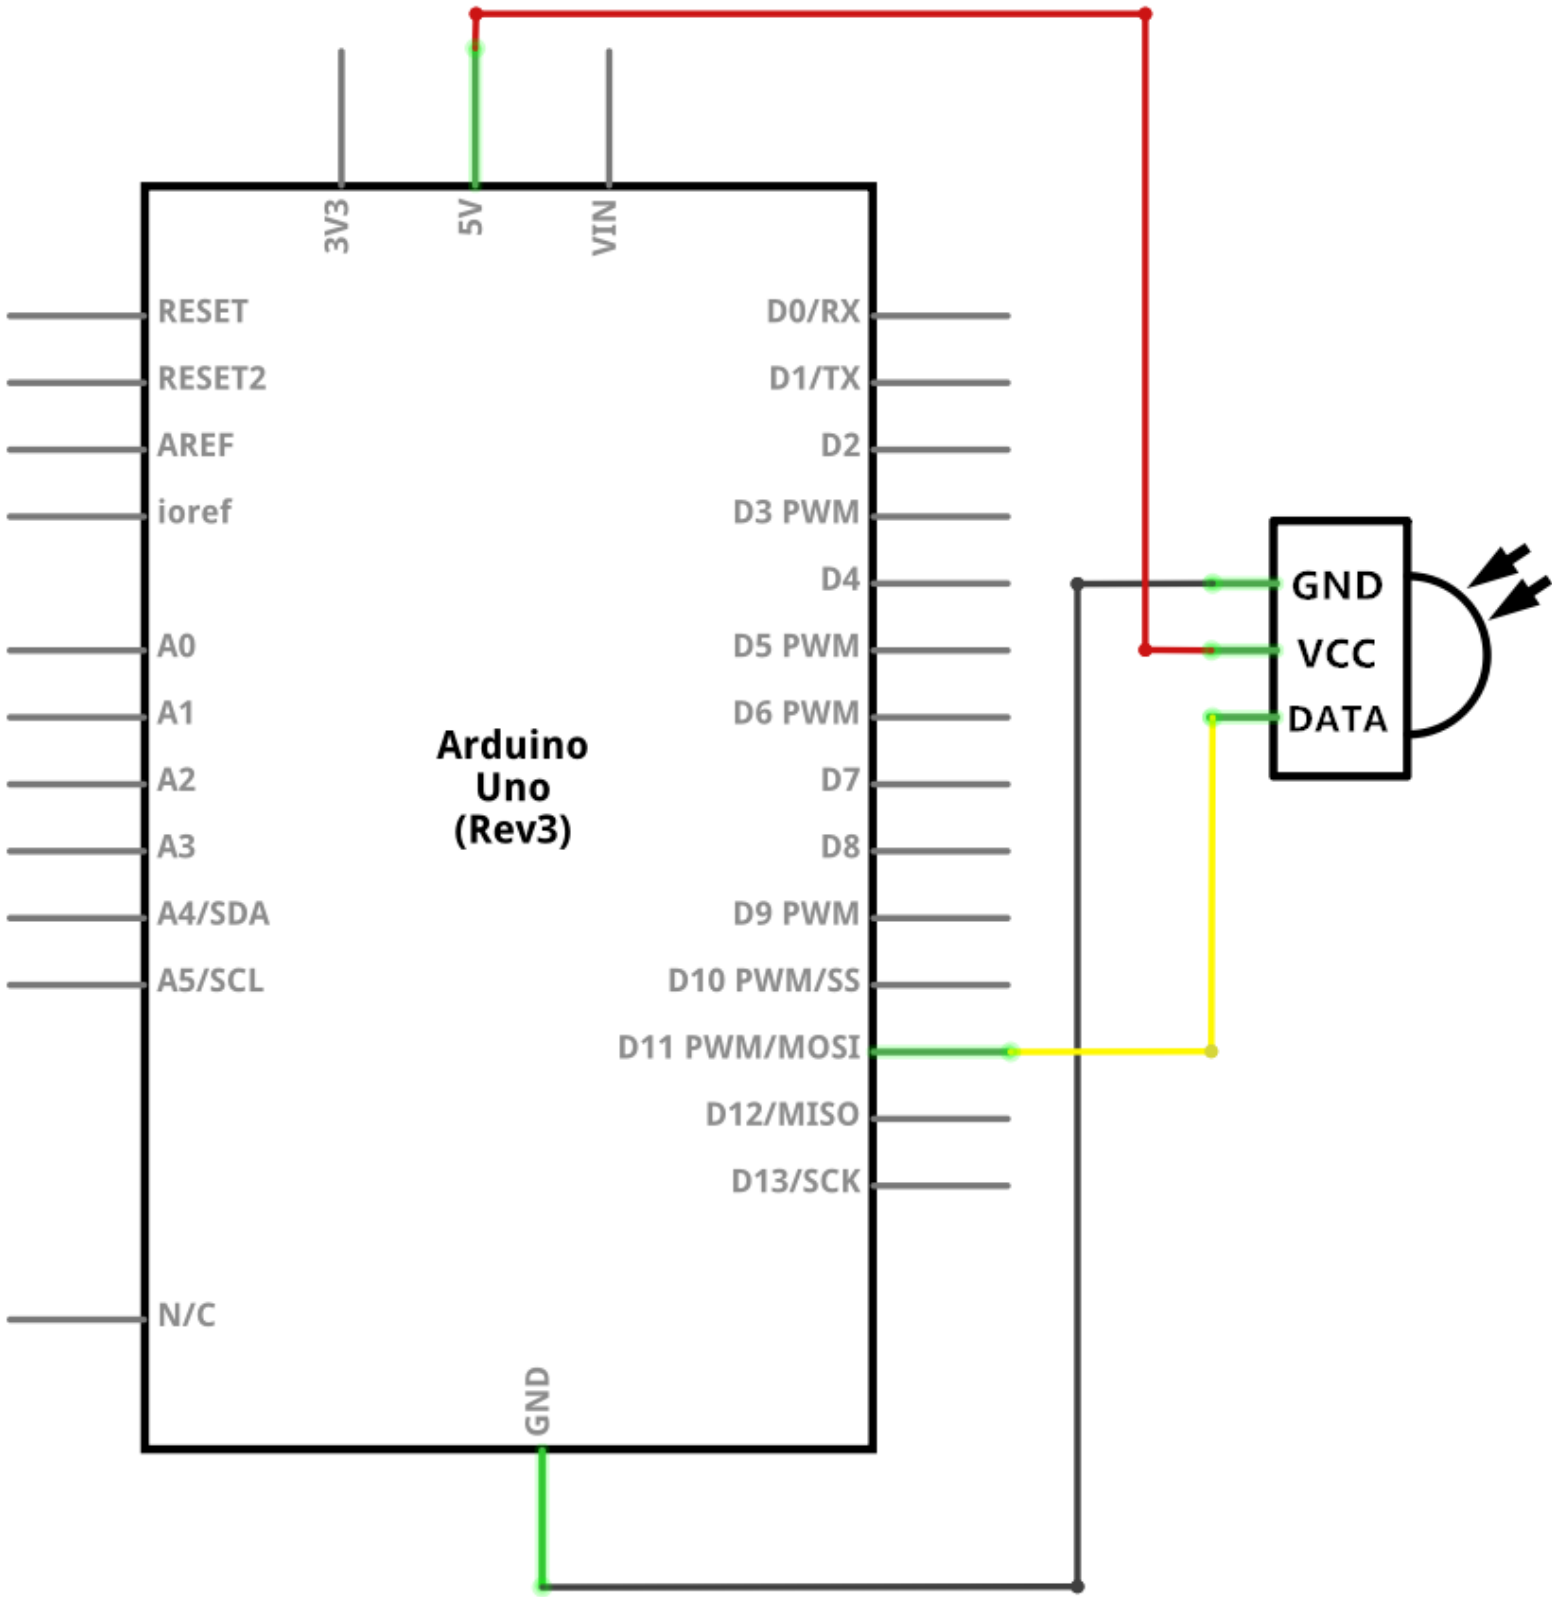 3V3
5V
VIN
RESET
RESET2
AREF
ioref
A0
A1
A2
A3
A4/SDA
A5/SCL
N/C
Arduino
Uno
(Rev3)
D0/RX
D1/TX
D2
D3 PWM
D4
D5 PWM
D6 PWM
D7
D8
D9 PWM
D10 PWM/SS
D11 PWM/MOSI
D12/MISO
D13/SCK
GND
GND
VCC
DATA